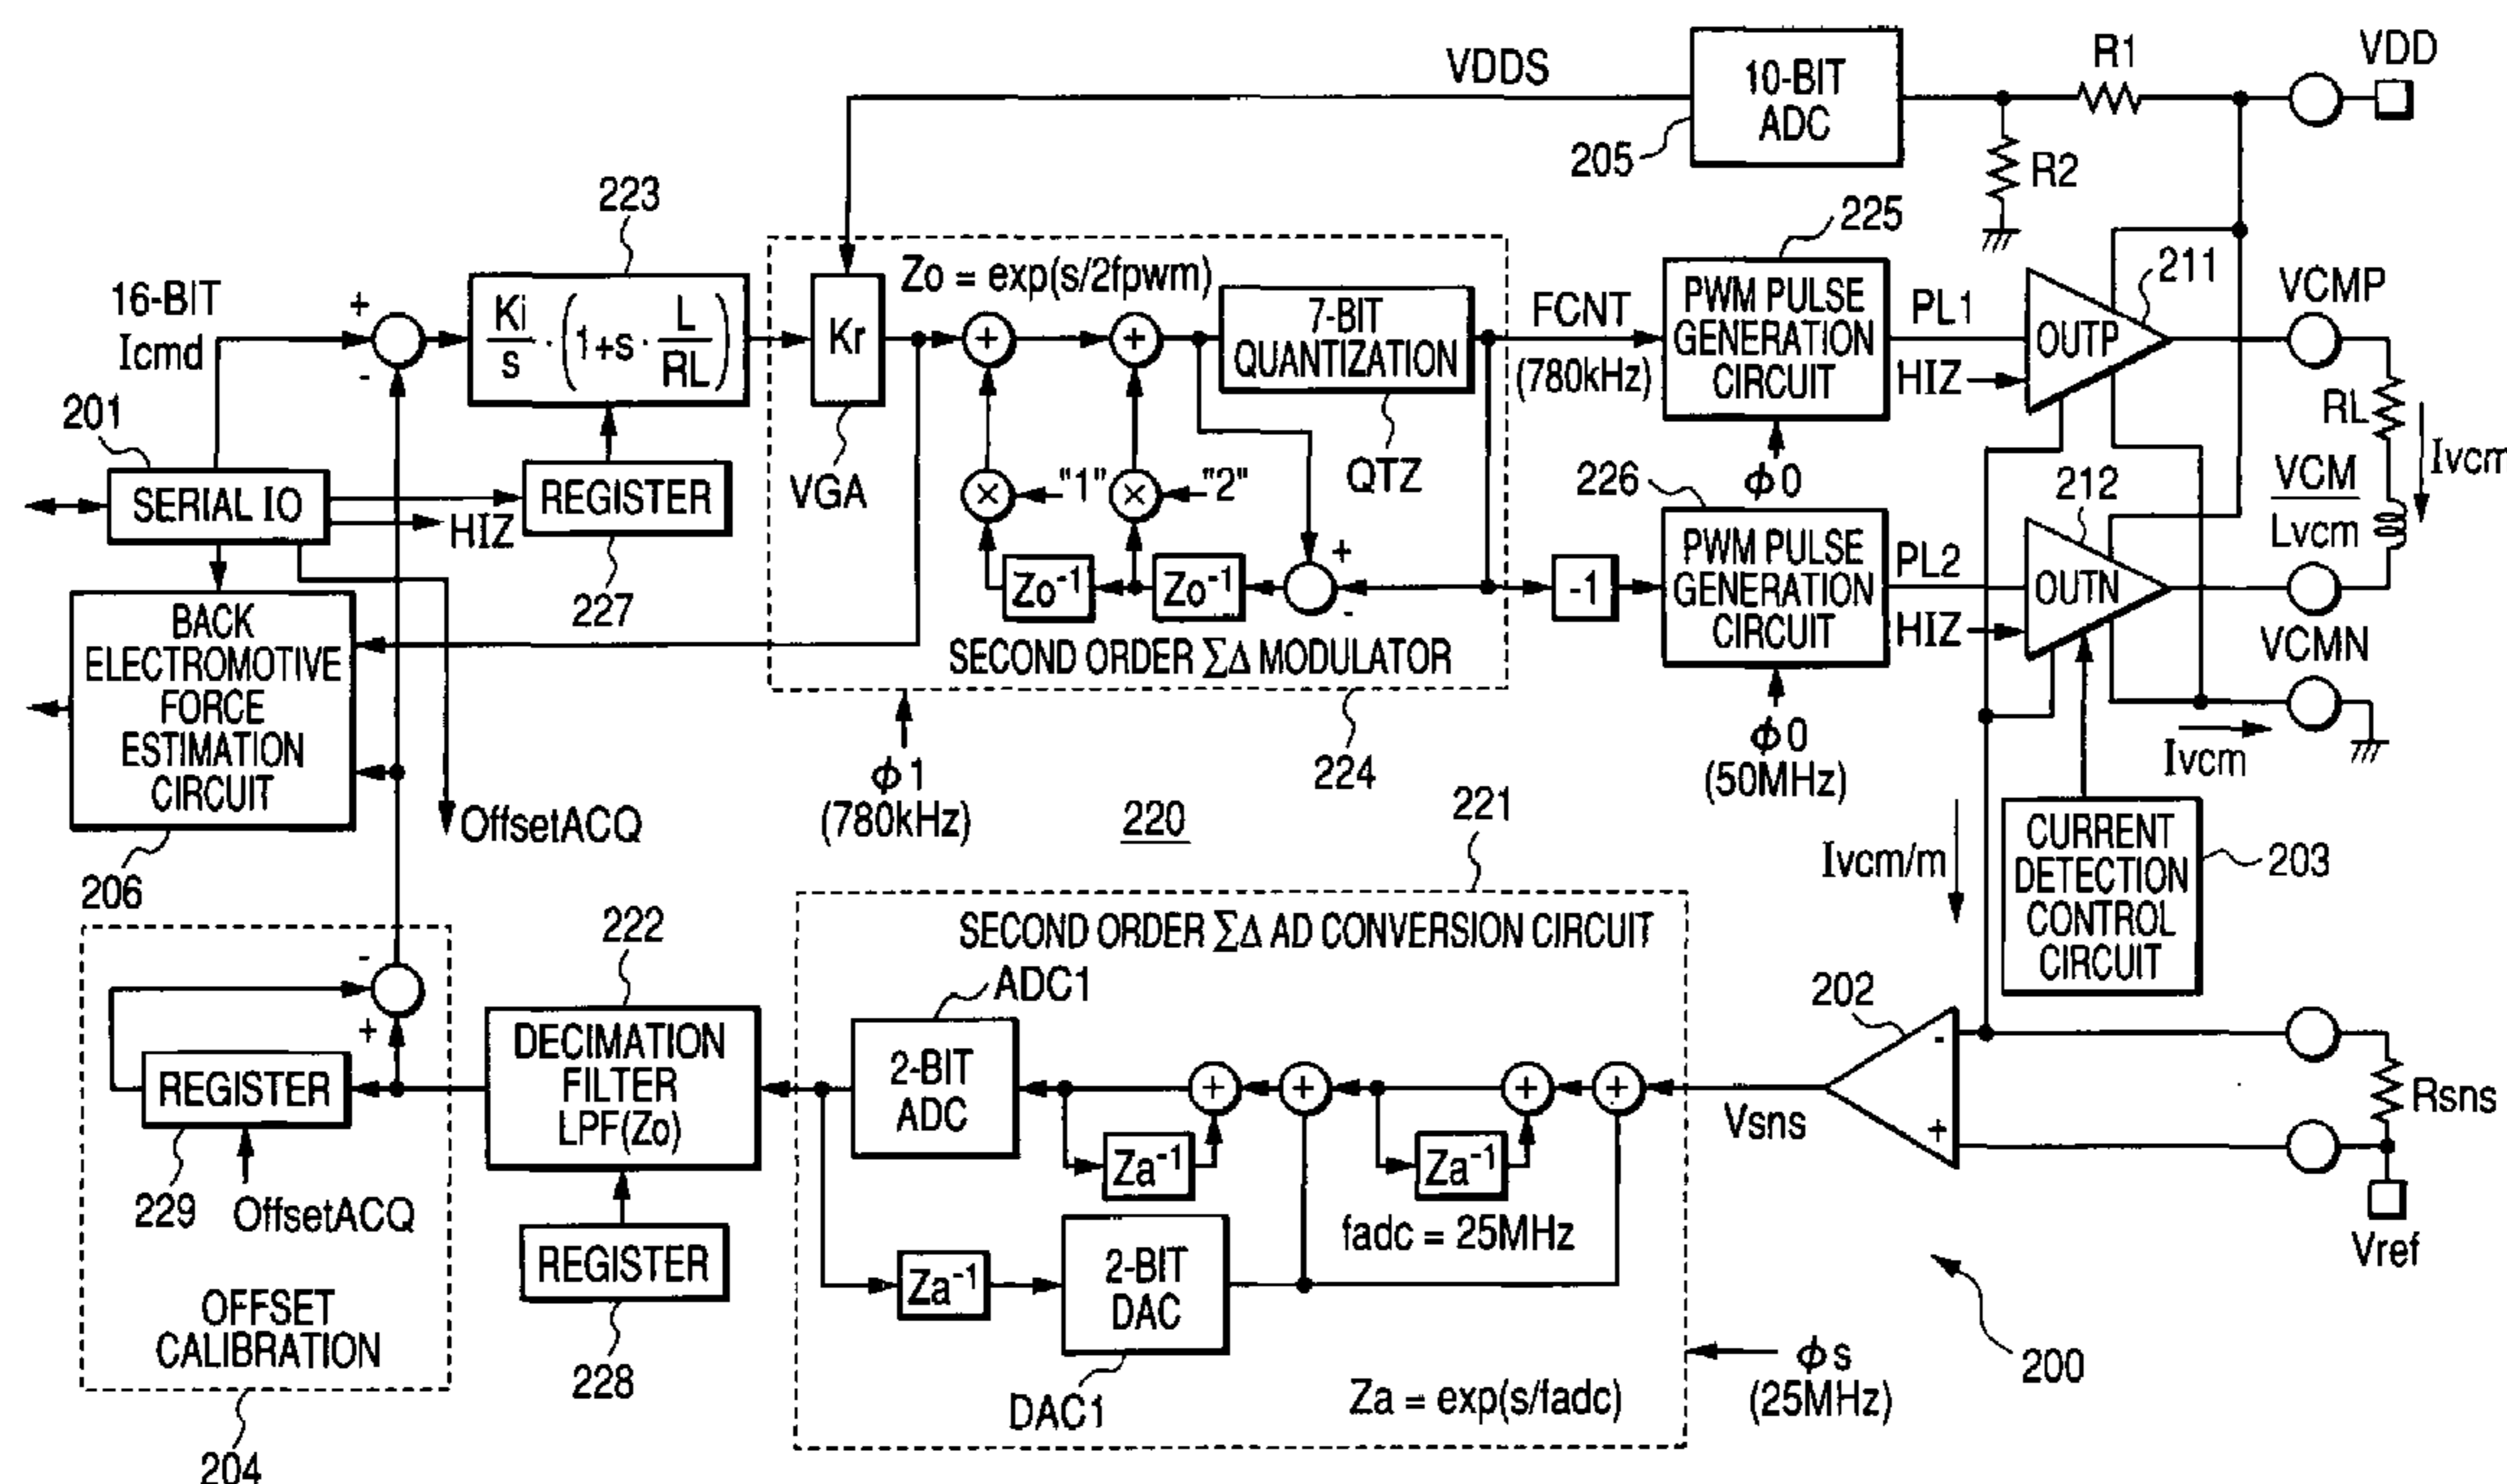 VDD
R1
VDDS
10-BIT
ADC
205
R2
223
225
211
16-BIT
Icmd
+
-
Ki
s
·
(1+s·
L
RL
)
Kr
Zo = exp(s/2fpwm)
+
+
7-BIT
QUANTIZATION
FCNT
(780kHz)
PWM PULSE
GENERATION
CIRCUIT
PL1
HIZ
OUTP
VCMP
RL
Ivcm
201
SERIAL IO
HIZ
REGISTER
227
VGA
×
"1"
×
"2"
QTZ
226
φ0
212
VCM
Lvcm
Zo⁻¹
Zo⁻¹
+
-
-1
PWM PULSE
GENERATION
CIRCUIT
PL2
HIZ
OUTN
VCMN
BACK
ELECTROMOTIVE
FORCE
ESTIMATION
CIRCUIT
SECOND ORDER ΣΔ MODULATOR
φ1
(780kHz)
224
φ0
(50MHz)
Ivcm
OffsetACQ
220
221
206
Ivcm/m
CURRENT
DETECTION
CONTROL
CIRCUIT
203
222
SECOND ORDER ΣΔ AD CONVERSION CIRCUIT
ADC1
202
-
+
REGISTER
229
OffsetACQ
DECIMATION
FILTER
LPF(Zo)
2-BIT
ADC
+
+
+
+
Za⁻¹
Za⁻¹
Vsns
-
+
Rsns
Vref
fadc = 25MHz
REGISTER
228
Za⁻¹
2-BIT
DAC
DAC1
OFFSET
CALIBRATION
204
Za = exp(s/fadc)
φs
(25MHz)
200